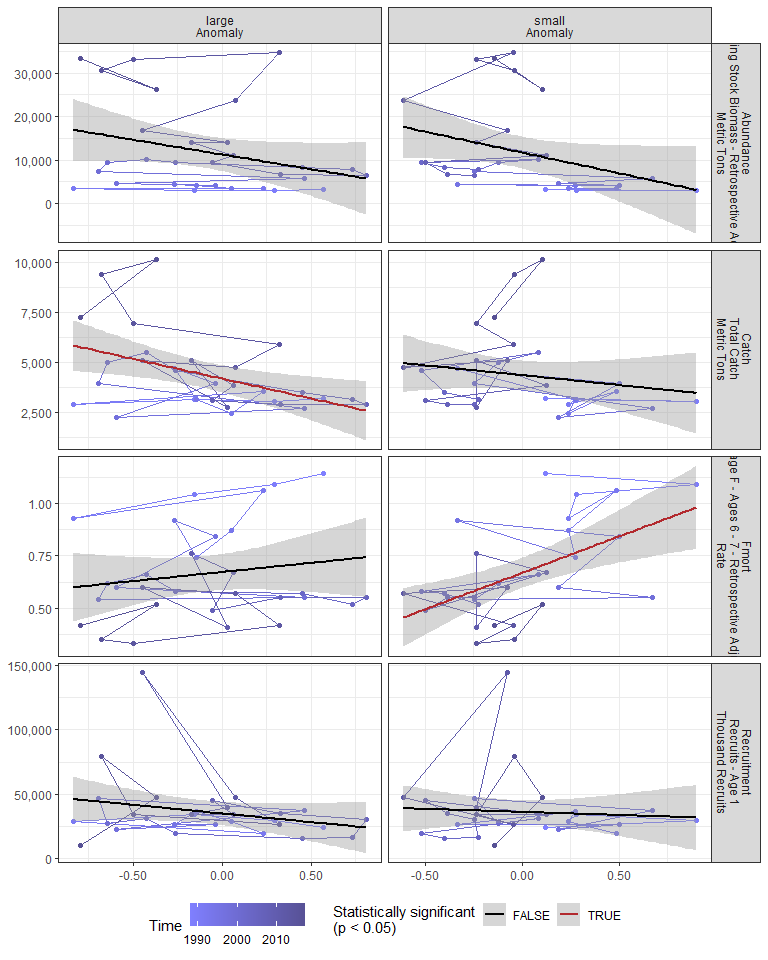 large
Anomaly
small
Anomaly
30,000
20,000
10,000
0
Abundance
Stock Biomass - Retrospective
Metric Tons
10,000
7,500
5,000
2,500
Catch
Total Catch
Metric Tons
1.00
0.75
0.50
Fmort
F - Ages 6 - 7 - Retrospective
Rate
150,000
100,000
50,000
0
Recruitment
Recruits - Age 1
Thousand Recruits
-0.50 0.00 0.50
-0.50 0.00 0.50
Time
1990 2000 2010
Statistically significant
(p < 0.05)
FALSE TRUE